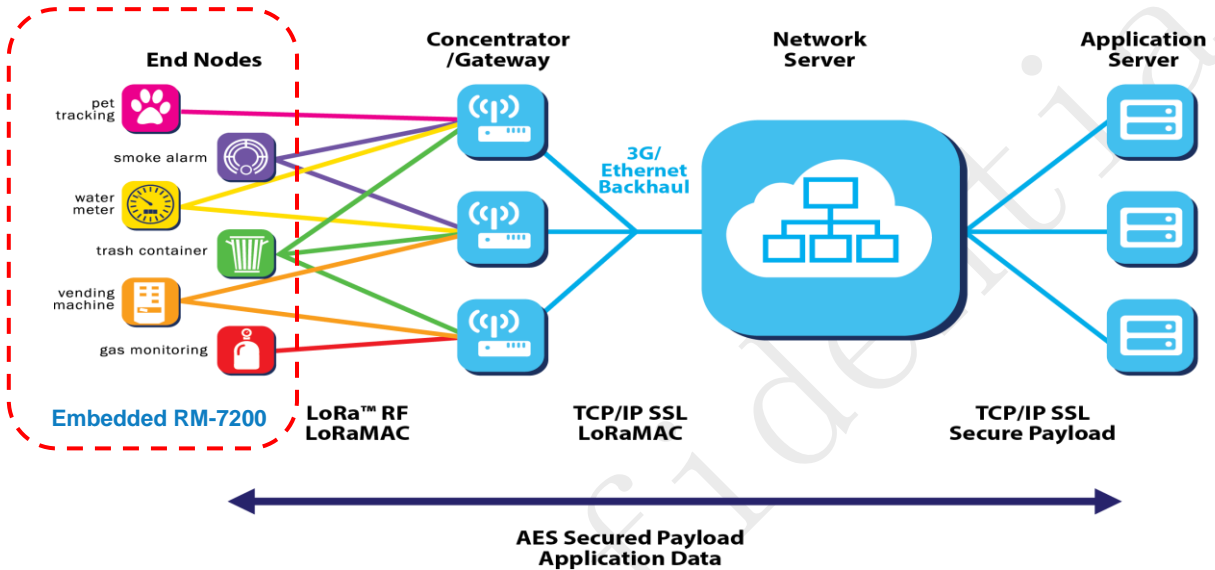 End Nodes
Concentrator
/Gateway
Network
Server
Application
Server
pet
tracking
smoke alarm
water
meter
trash container
vending
machine
gas monitoring
3G/
Ethernet
Backhaul
Embedded RM-7200
LoRa™ RF
LoRaMAC
TCP/IP SSL
LoRaMAC
TCP/IP SSL
Secure Payload
AES Secured Payload
Application Data